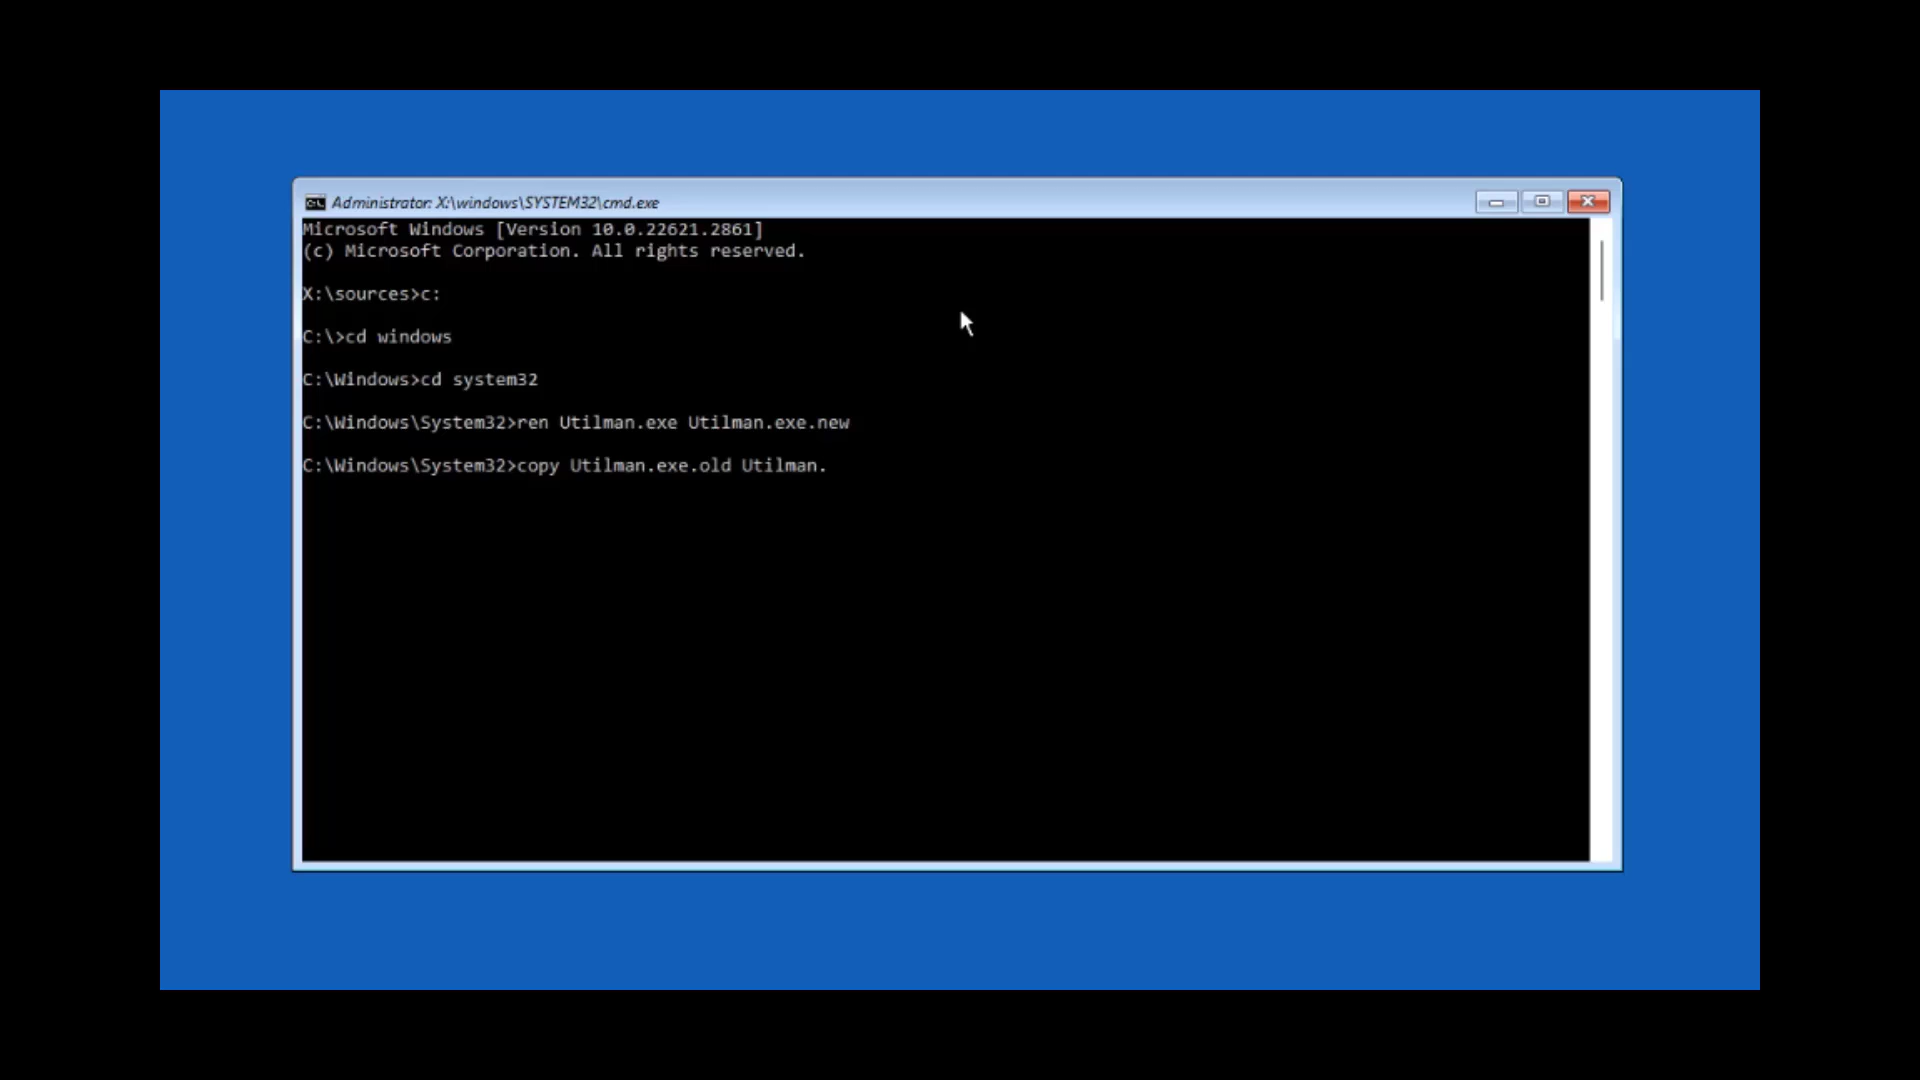 Administrator: X:\windows\SYSTEM32\cmd.exe
Microsoft Windows [Version 10.0.22621.2861]
(c) Microsoft Corporation. All rights reserved.
X:\sources>c:
C:\>cd windows
C:\Windows>cd system32
C:\Windows\System32>ren Utilman.exe Utilman.exe.new
C:\Windows\System32>copy Utilman.exe.old Utilman.